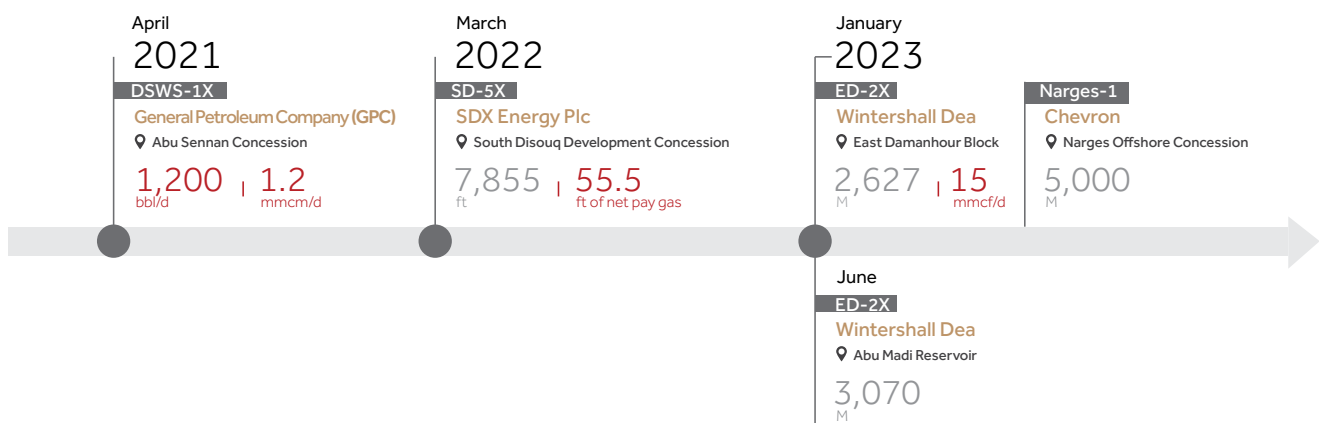 April
2021
DSWS-1X
General Petroleum Company (GPC)
Abu Sennan Concession
1,200 | 1.2
bbl/d mmcm/d
March
2022
SD-5X
SDX Energy Plc
South Disouq Development Concession
7,855 | 55.5
ft ft of net pay gas
January
2023
ED-2X
Wintershall Dea
East Damanhour Block
2,627 | 15
M mmcf/d
Narges-1
Chevron
Narges Offshore Concession
5,000
M
June
ED-2X
Wintershall Dea
Abu Madi Reservoir
3,070
M